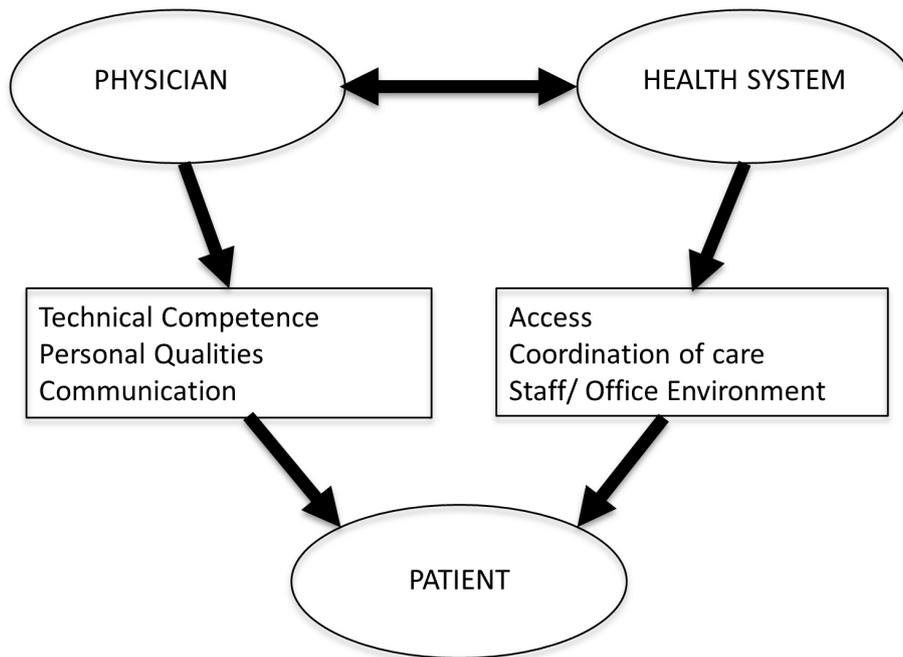 PHYSICIAN
HEALTH SYSTEM
Technical Competence
Personal Qualities
Communication
Access
Coordination of care
Staff/ Office Environment
PATIENT